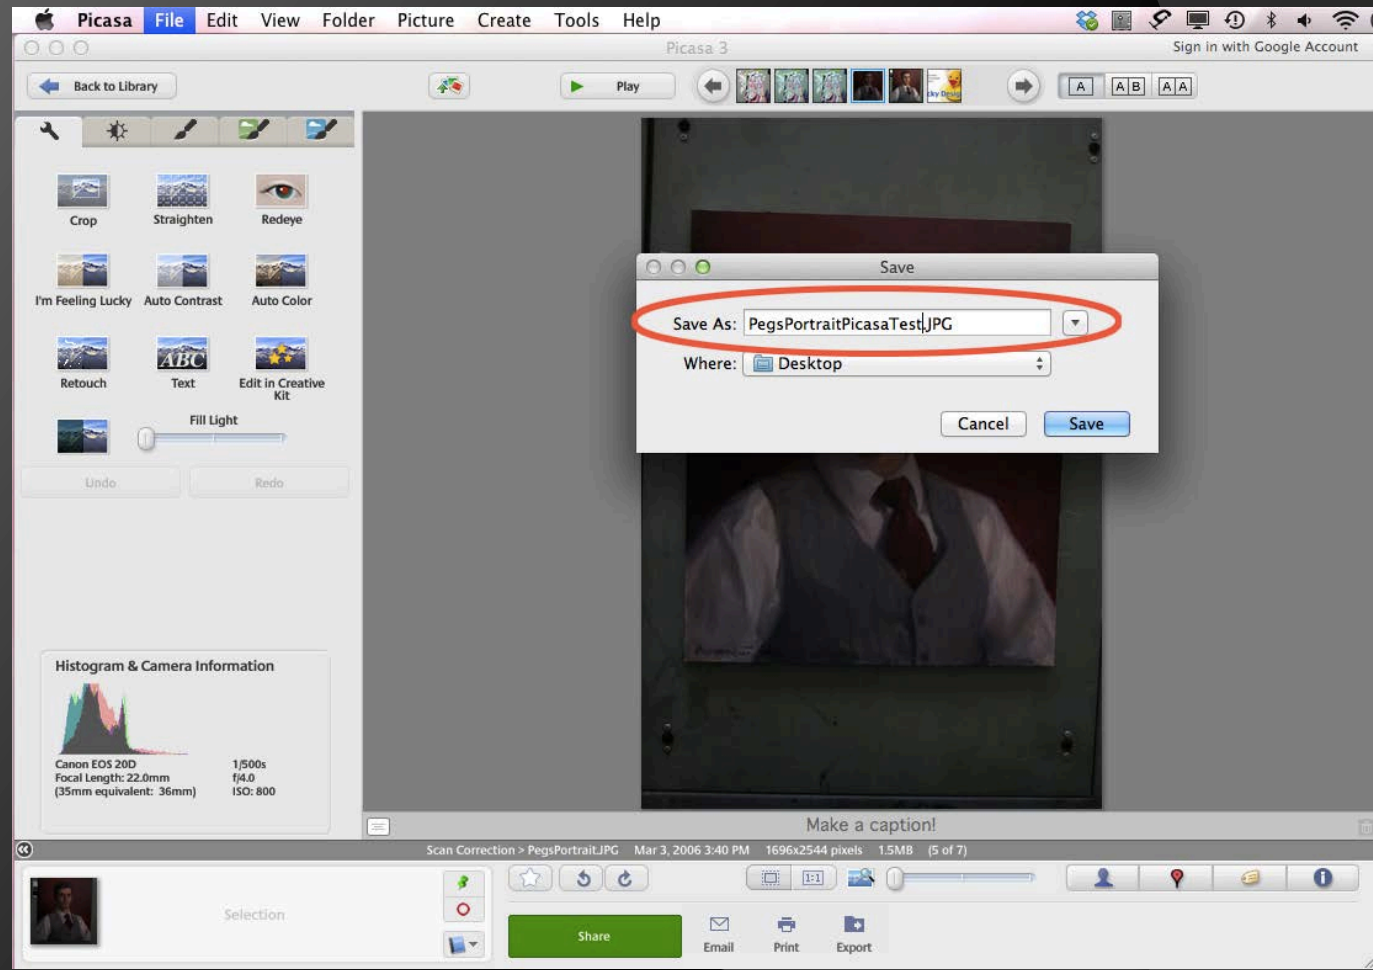 Picasa File Edit View Folder Picture Create Tools Help
Picasa 3
Sign in with Google Account
Back to Library
Play
A AB AA
Crop Straighten Redeye
I'm Feeling Lucky Auto Contrast Auto Color
Retouch Text Edit in Creative Kit
ABC
Fill Light
Undo Redo
Save
Save As: PegsPortraitPicasaTest.JPG
Where: Desktop
Cancel Save
Histogram & Camera Information
Canon EOS 20D 1/500s
Focal Length: 22.0mm f/4.0
(35mm equivalent: 36mm) ISO: 800
Make a caption!
Scan Correction > PegsPortrait.JPG Mar 3, 2006 3:40 PM 1696x2544 pixels 1.5MB (5 of 7)
1:1
Selection
Share
Email Print Export